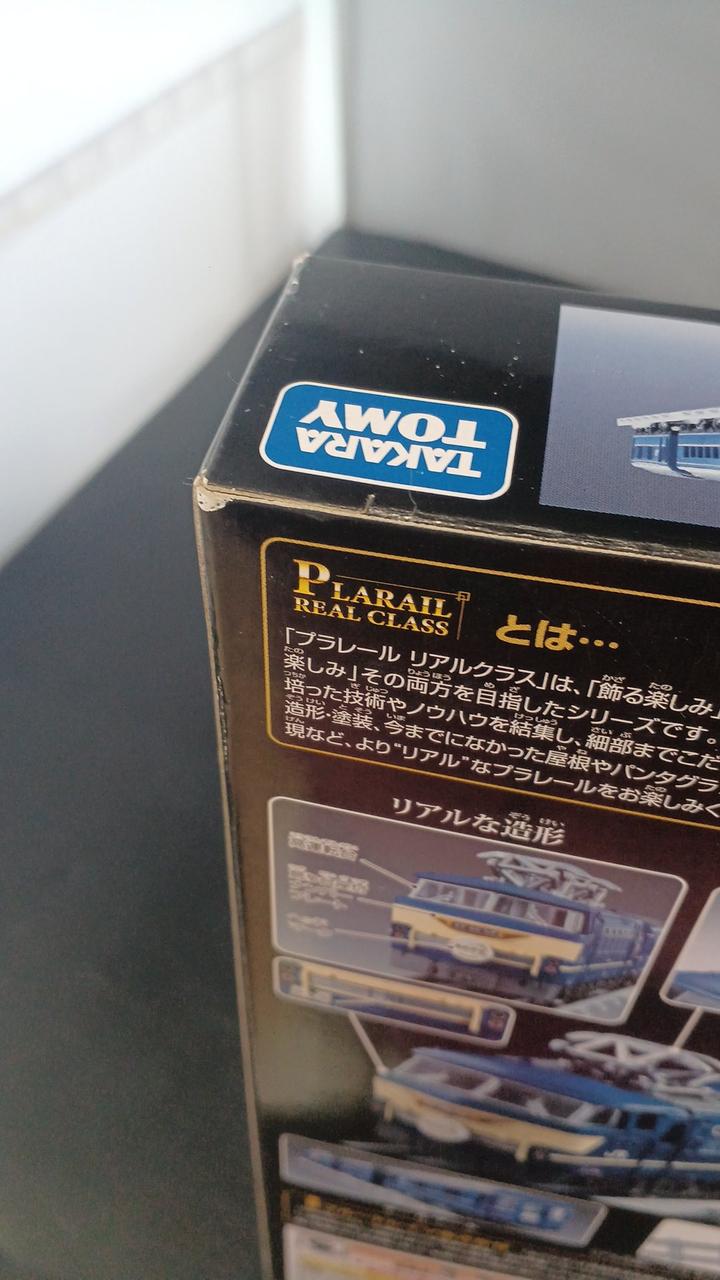 TAKARA
TOMY
PLARAIL
REAL CLASS
とは…
「プラレール リアルクラス」は、「飾る楽しみ」
楽しみ」その両方を目指したシリーズです。
培った技術やノウハウを結集し、細部までこだ
造形・塗装、今までになかった屋根やパンタグラ
現など、より“リアル”なプラレールをお楽しみく
リアルな造形